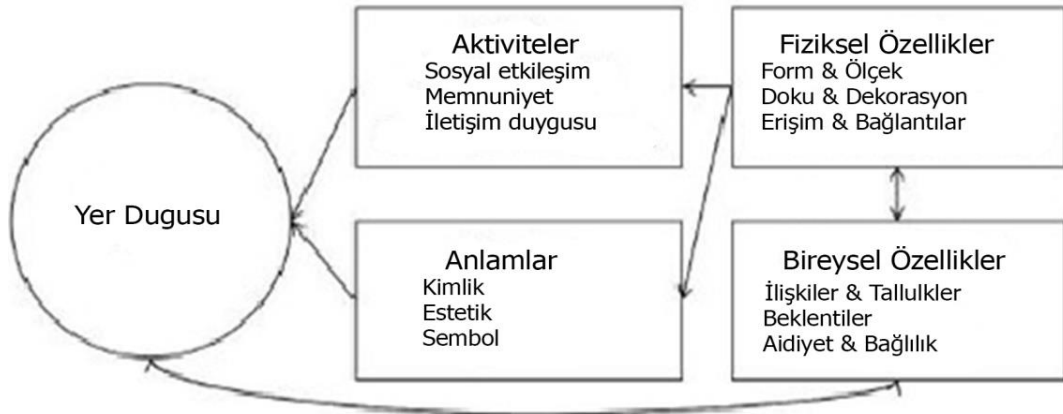 Aktiviteler
Sosyal etkileşim
Memnuniyet
İletişim duygusu
Fiziksel Özellikler
Form & Ölçek
Doku & Dekorasyon
Erişim & Bağlantılar
Yer Dugusu
Anlamlar
Kimlik
Estetik
Sembol
Bireysel Özellikler
İlişkiler & Tallulkler
Beklentiler
Aidiyet & Bağlılık